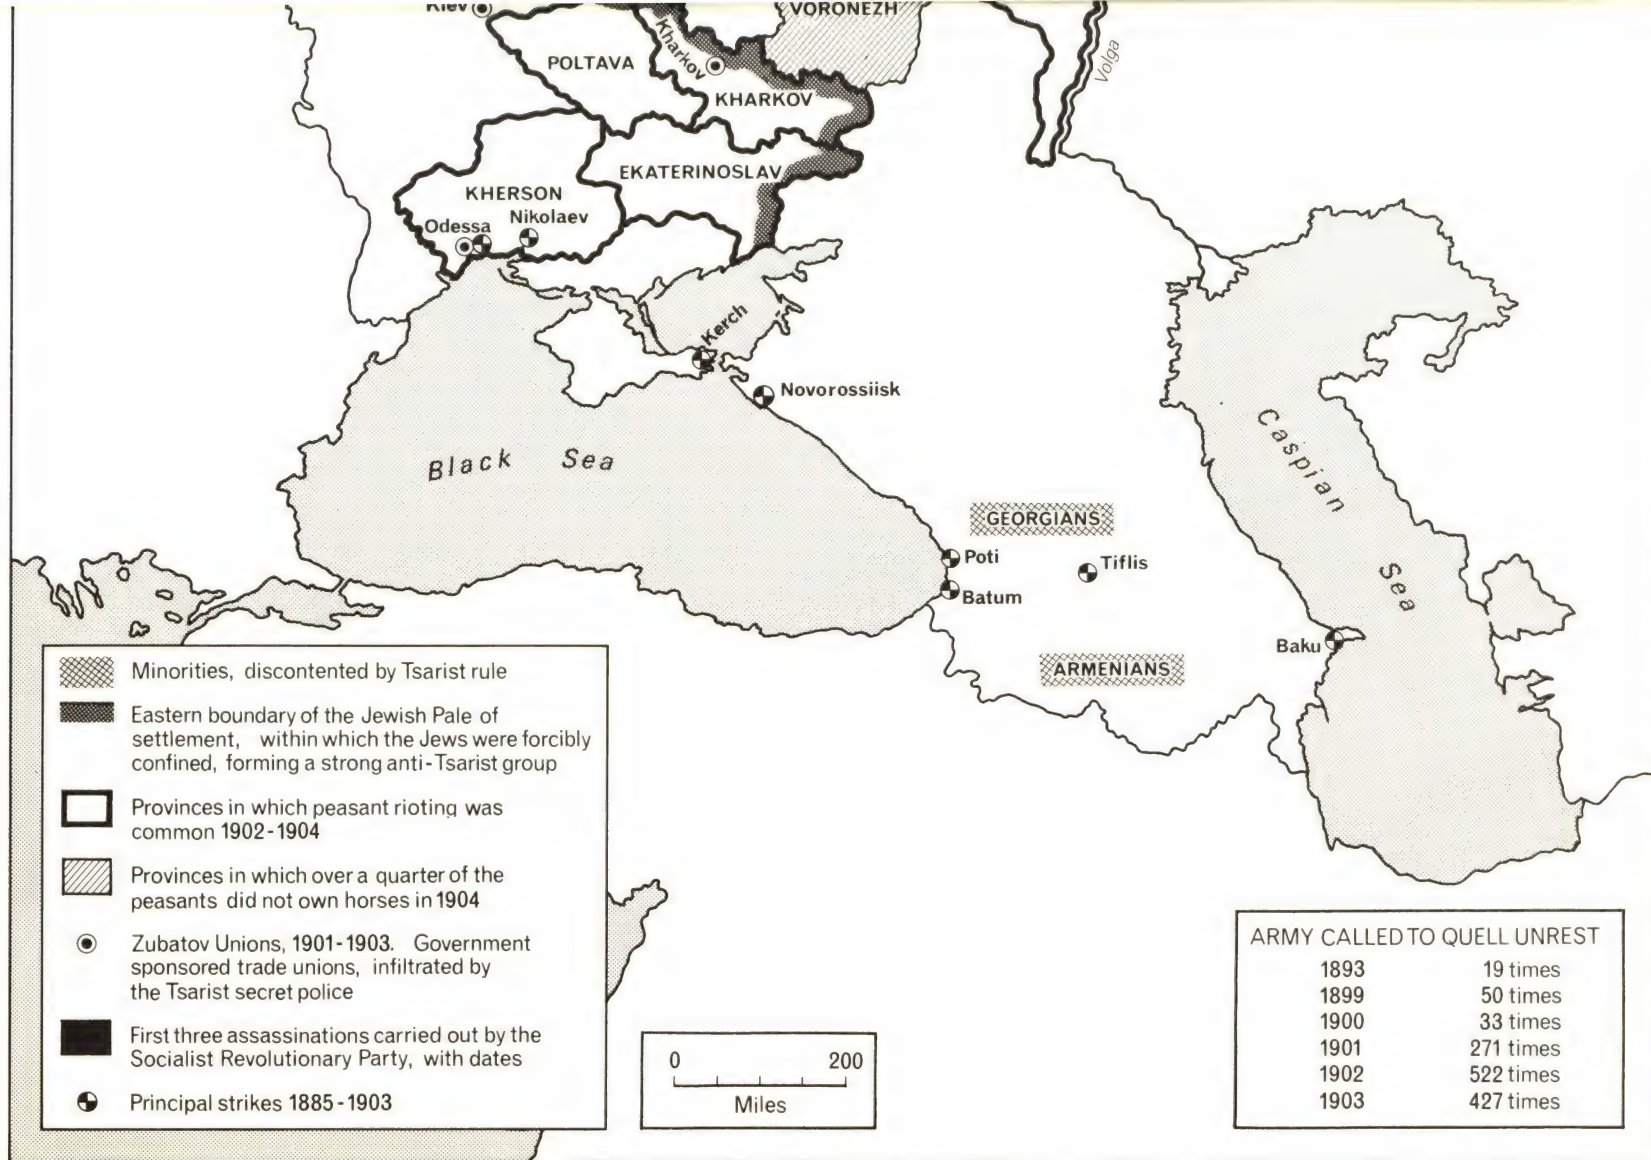 Kiev
VORONEZH
Kharkov
POLTAVA
KHARKOV
Volga
EKATERINOSLAV
KHERSON
Odessa
Nikolaev
Kerch
Novorossiisk
Black Sea
Caspian Sea
GEORGIANS
Poti
Tiflis
Batum
Baku
ARMENIANS
Minorities, discontented by Tsarist rule
Eastern boundary of the Jewish Pale of
settlement, within which the Jews were forcibly
confined, forming a strong anti-Tsarist group
Provinces in which peasant rioting was
common 1902-1904
Provinces in which over a quarter of the
peasants did not own horses in 1904
Zubatov Unions, 1901-1903. Government
sponsored trade unions, infiltrated by
the Tsarist secret police
First three assassinations carried out by the
Socialist Revolutionary Party, with dates
Principal strikes 1885-1903
0 200
Miles
ARMY CALLED TO QUELL UNREST
1893 19 times
1899 50 times
1900 33 times
1901 271 times
1902 522 times
1903 427 times